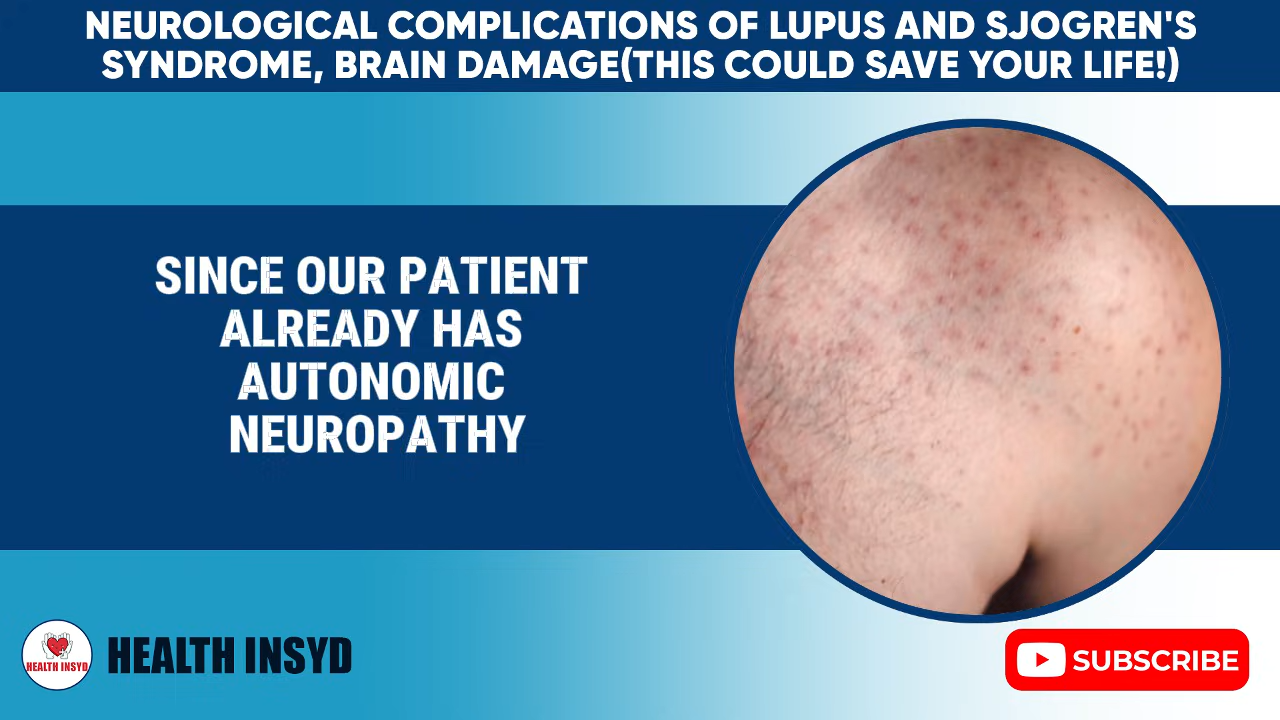 NEUROLOGICAL COMPLICATIONS OF LUPUS AND SJOGREN'S
SYNDROME, BRAIN DAMAGE(THIS COULD SAVE YOUR LIFE!)
SINCE OUR PATIENT
ALREADY HAS
AUTONOMIC
NEUROPATHY
HEALTH INSYD
HEALTH INSYD
SUBSCRIBE